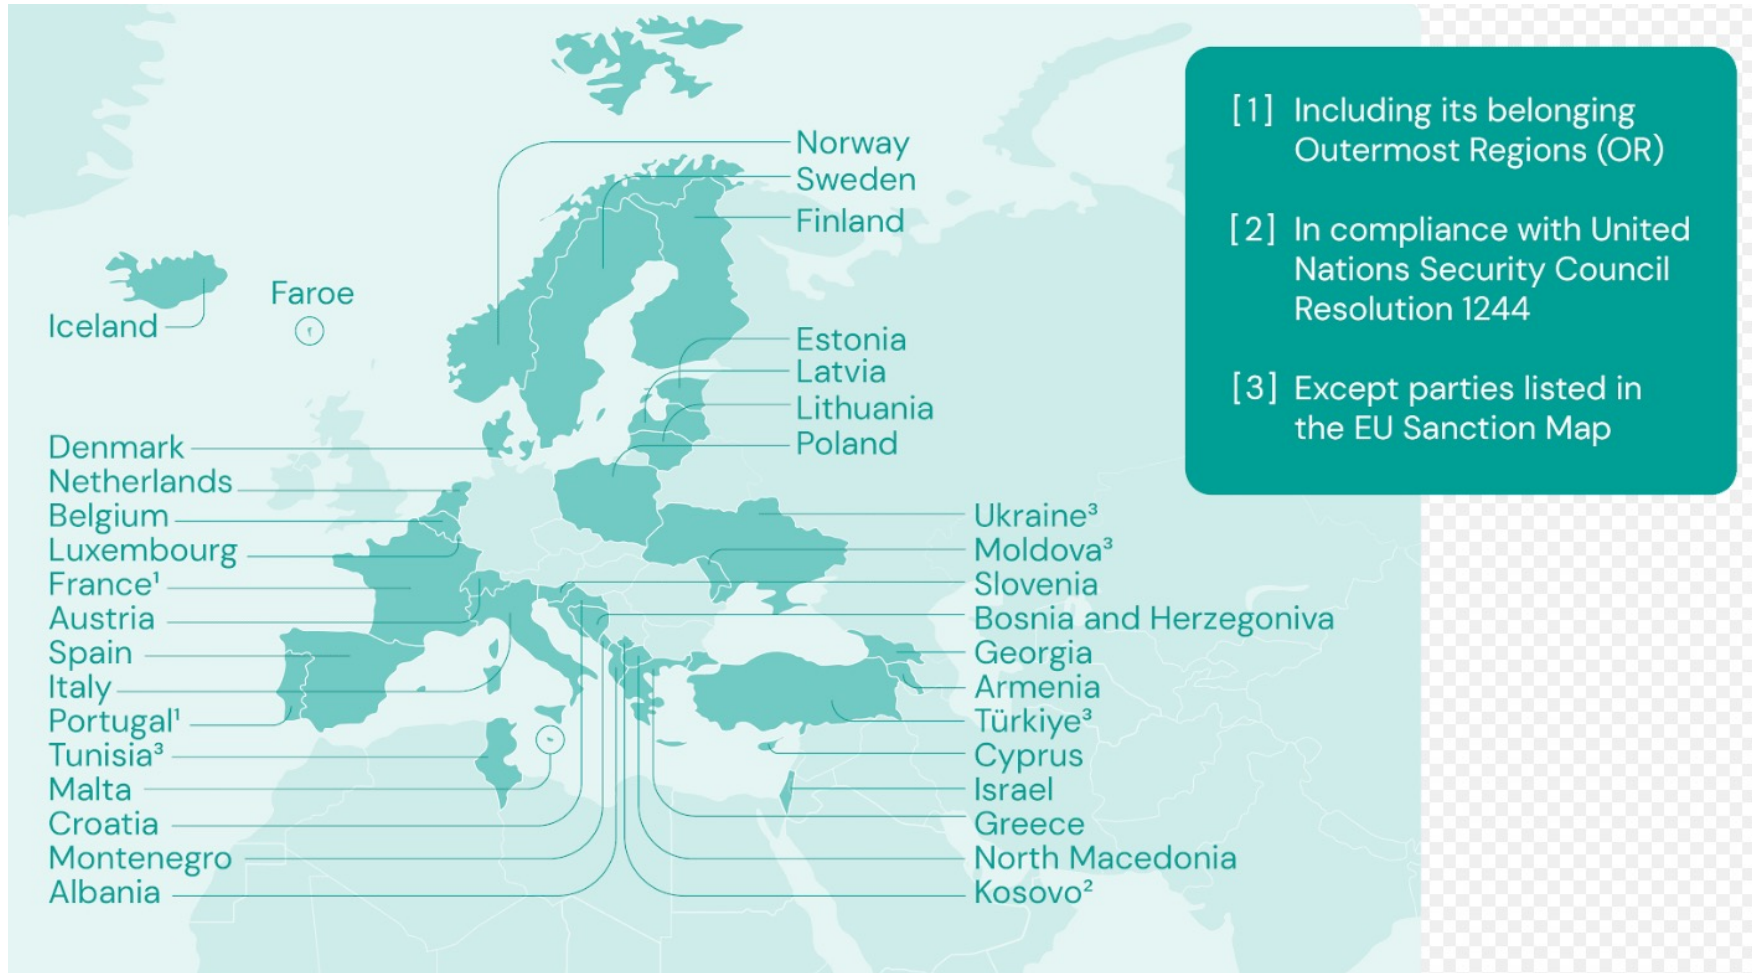 Norway
Sweden
Finland
Iceland
Faroe
Estonia
Latvia
Lithuania
Poland
Denmark
Netherlands
Belgium
Luxembourg
France¹
Austria
Spain
Italy
Portugal¹
Tunisia³
Malta
Croatia
Montenegro
Albania
Ukraine³
Moldova³
Slovenia
Bosnia and Herzegoniva
Georgia
Armenia
Türkiye³
Cyprus
Israel
Greece
North Macedonia
Kosovo²
[1] Including its belonging
Outermost Regions (OR)
[2] In compliance with United
Nations Security Council
Resolution 1244
[3] Except parties listed in
the EU Sanction Map